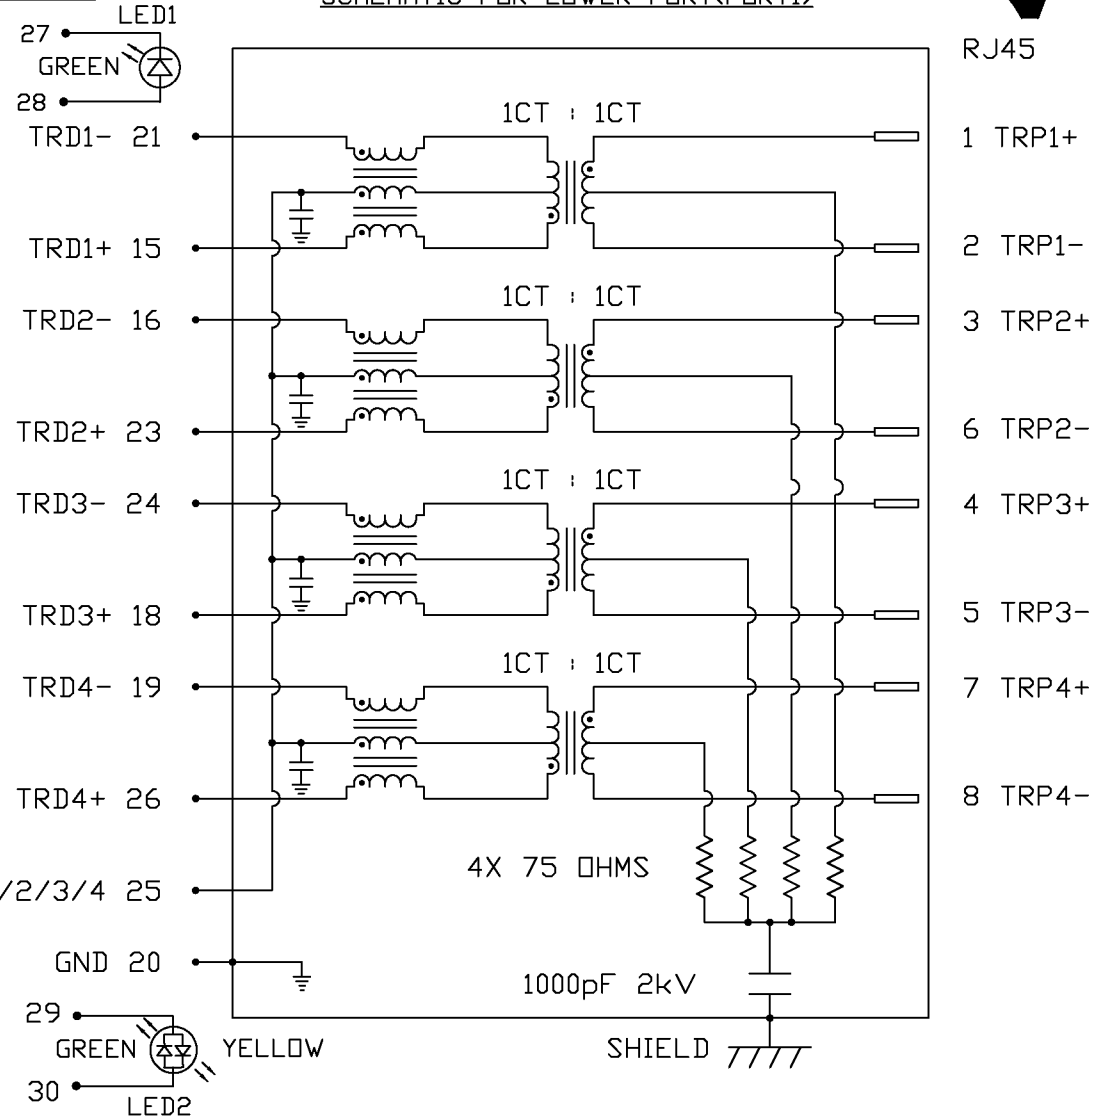 SCHEMATIC FOR LOWER PORT(PORT1)
LED1
27
GREEN
28
RJ45
1CT : 1CT
TRD1- 21
1 TRP1+
TRD1+ 15
2 TRP1-
1CT : 1CT
TRD2- 16
3 TRP2+
TRD2+ 23
6 TRP2-
1CT : 1CT
TRD3- 24
4 TRP3+
TRD3+ 18
5 TRP3-
1CT : 1CT
TRD4- 19
7 TRP4+
TRD4+ 26
8 TRP4-
4X 75 OHMS
/2/3/4 25
GND 20
1000pF 2kV
29
GREEN
YELLOW
SHIELD
30
LED2